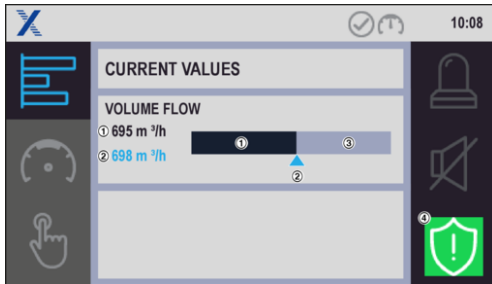 10:08
CURRENT VALUES
VOLUME FLOW
① 695 m ³/h
② 698 m ³/h
① ③
②
④